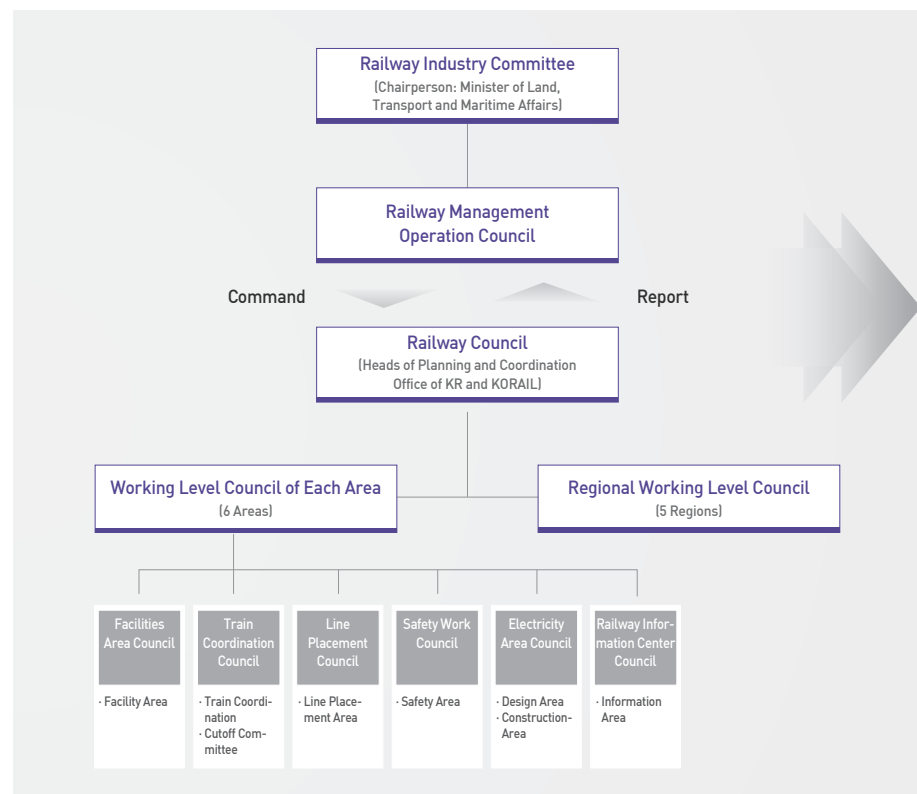 Railway Industry Committee
(Chairperson: Minister of Land,
Transport and Maritime Affairs)
Railway Management
Operation Council
Command
Report
Railway Council
(Heads of Planning and Coordination
Office of KR and KORAIL)
Working Level Council of Each Area
(6 Areas)
Regional Working Level Council
(5 Regions)
Facilities
Area Council
· Facility Area
Train
Coordination
Council
· Train Coordi-
nation
· Cutoff Com-
mittee
Line
Placement
Council
· Line Place-
ment Area
Safety Work
Council
· Safety Area
Electricity
Area Council
· Design Area
· Construction-
Area
Railway Infor-
mation Center
Council
· Information
Area